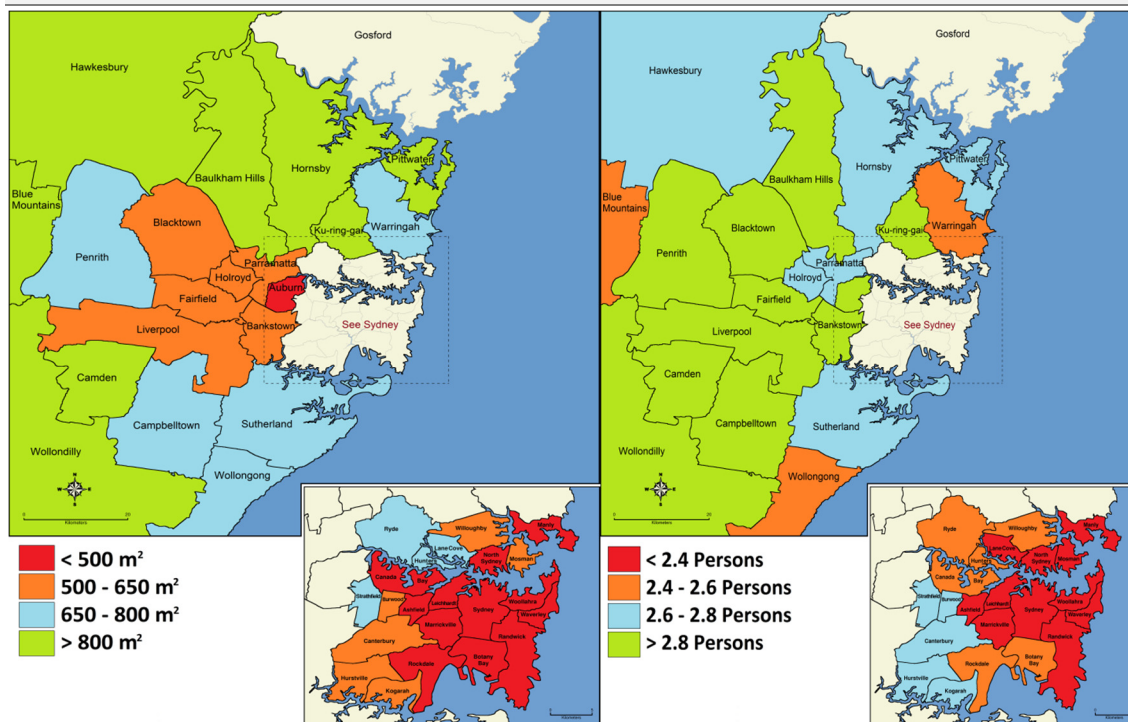 Gosford
Hawkesbury
Hornsby
Pittwater
Baulkham Hills
Blue
Mountains
Ku-ring-gai
Warringah
Blacktown
Penrith
Parramatta
Holroyd
Auburn
Fairfield
Liverpool
Bankstown
See Sydney
Camden
Campbelltown
Sutherland
Wollondilly
Wollongong
N
W
E
S
0
20
Kilometers
Ryde
Willoughby
Manly
Lane Cove
Hunters
North
Sydney
Mosman
Canada
Bay
Strathfield
Burwood
Ashfield
Leichhardt
Sydney
Woollahra
Waverley
Marrickville
Canterbury
Randwick
Rockdale
Botany
Bay
Hurstville
Kogarah
< 500 m²
500 - 650 m²
650 - 800 m²
> 800 m²
Gosford
Hawkesbury
Hornsby
Pittwater
Baulkham Hills
Blue
Mountains
Ku-ring-gai
Warringah
Blacktown
Penrith
Parramatta
Holroyd
Fairfield
Liverpool
Bankstown
See Sydney
Camden
Campbelltown
Sutherland
Wollondilly
Wollongong
N
W
E
S
0
20
Kilometers
Ryde
Willoughby
Manly
Lane Cove
Hunters
North
Sydney
Mosman
Canada
Bay
Strathfield
Burwood
Ashfield
Leichhardt
Sydney
Woollahra
Waverley
Marrickville
Canterbury
Randwick
Rockdale
Botany
Bay
Hurstville
Kogarah
< 2.4 Persons
2.4 - 2.6 Persons
2.6 - 2.8 Persons
> 2.8 Persons